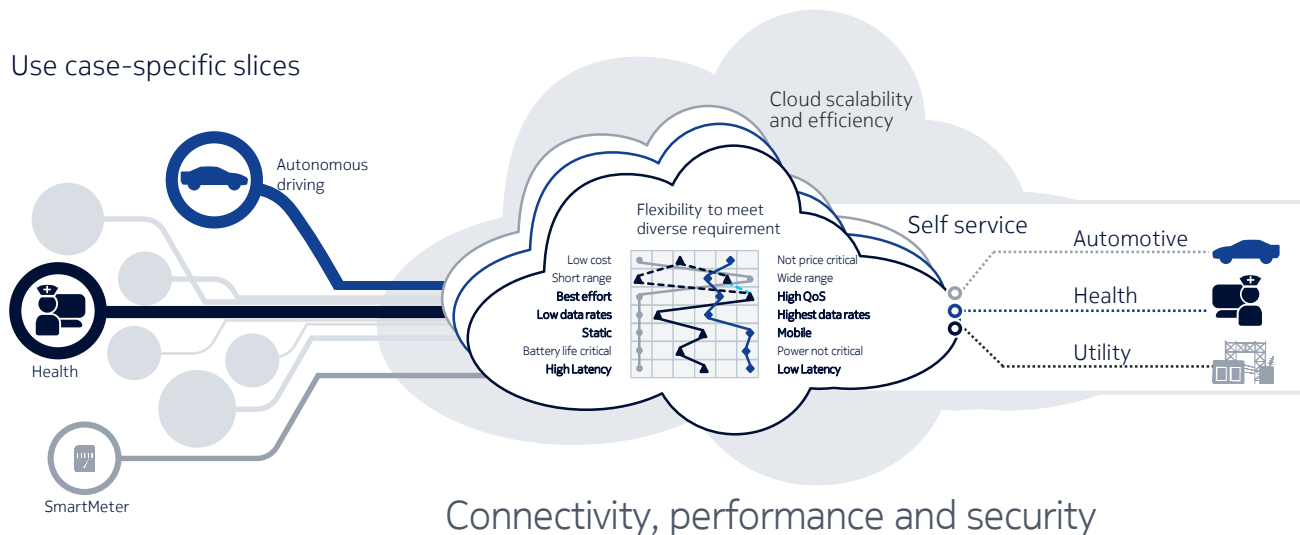 Use case-specific slices
Cloud scalability
and efficiency
Autonomous
driving
Flexibility to meet
diverse requirement
Self service
Low cost
Not price critical
Short range
Wide range
Best effort
High QoS
Low data rates
Highest data rates
Static
Mobile
Battery life critical
Power not critical
High Latency
Low Latency
Automotive
Health
Utility
Health
SmartMeter
Connectivity, performance and security